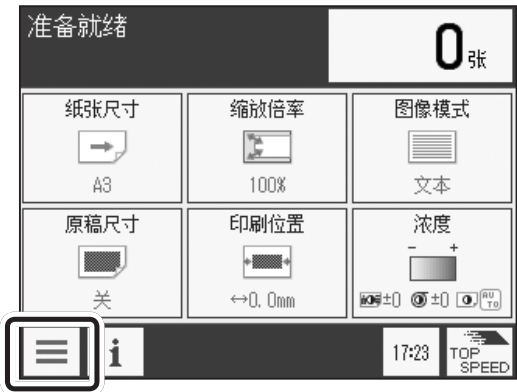 准备就绪
0张
纸张尺寸
A3
缩放倍率
100%
图像模式
文本
原稿尺寸
关
印刷位置
↔0.0mm
浓度
- +
±0 ±0 AUTO
i
17:23
TOP SPEED